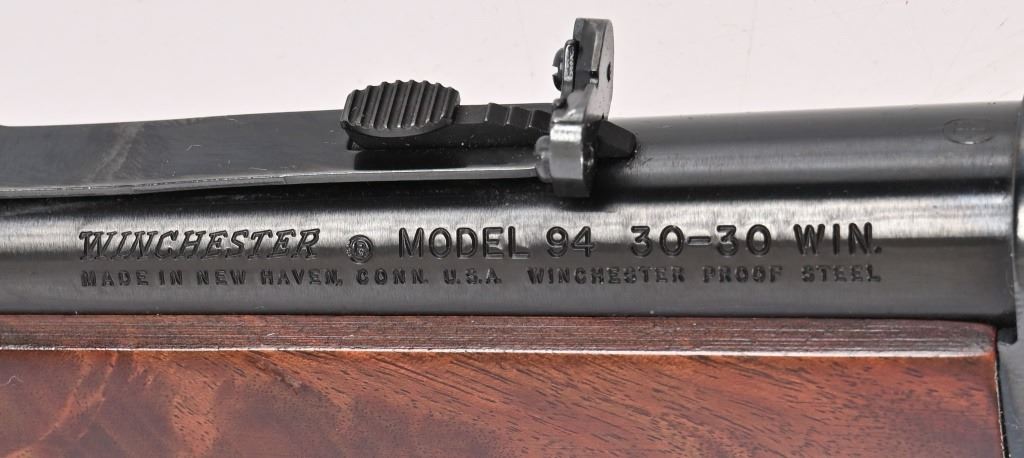 WINCHESTER ® MODEL 94 30-30 WIN.
MADE IN NEW HAVEN, CONN. U.S.A. WINCHESTER PROOF STEEL